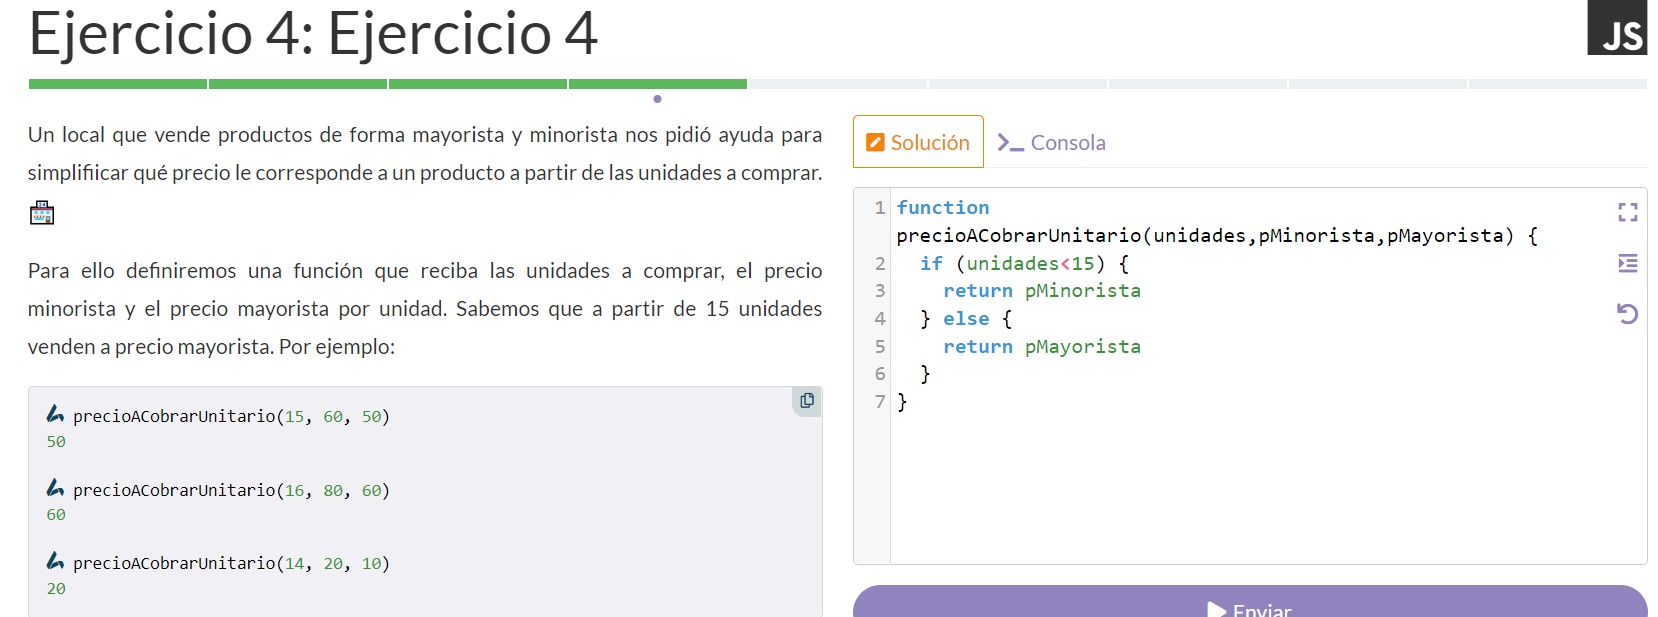 Ejercicio 4: Ejercicio 4
JS
Un local que vende productos de forma mayorista y minorista nos pidió ayuda para
simplifiicar qué precio le corresponde a un producto a partir de las unidades a comprar.
Para ello definiremos una función que reciba las unidades a comprar, el precio
minorista y el precio mayorista por unidad. Sabemos que a partir de 15 unidades
venden a precio mayorista. Por ejemplo:
precioACobrarUnitario(15, 60, 50)
50
precioACobrarUnitario(16, 80, 60)
60
precioACobrarUnitario(14, 20, 10)
20
Solución
Consola
1 function
precioACobrarUnitario(unidades,pMinorista,pMayorista) {
2 if (unidades<15) {
3 return pMinorista
4 } else {
5 return pMayorista
6 }
7 }
Enviar